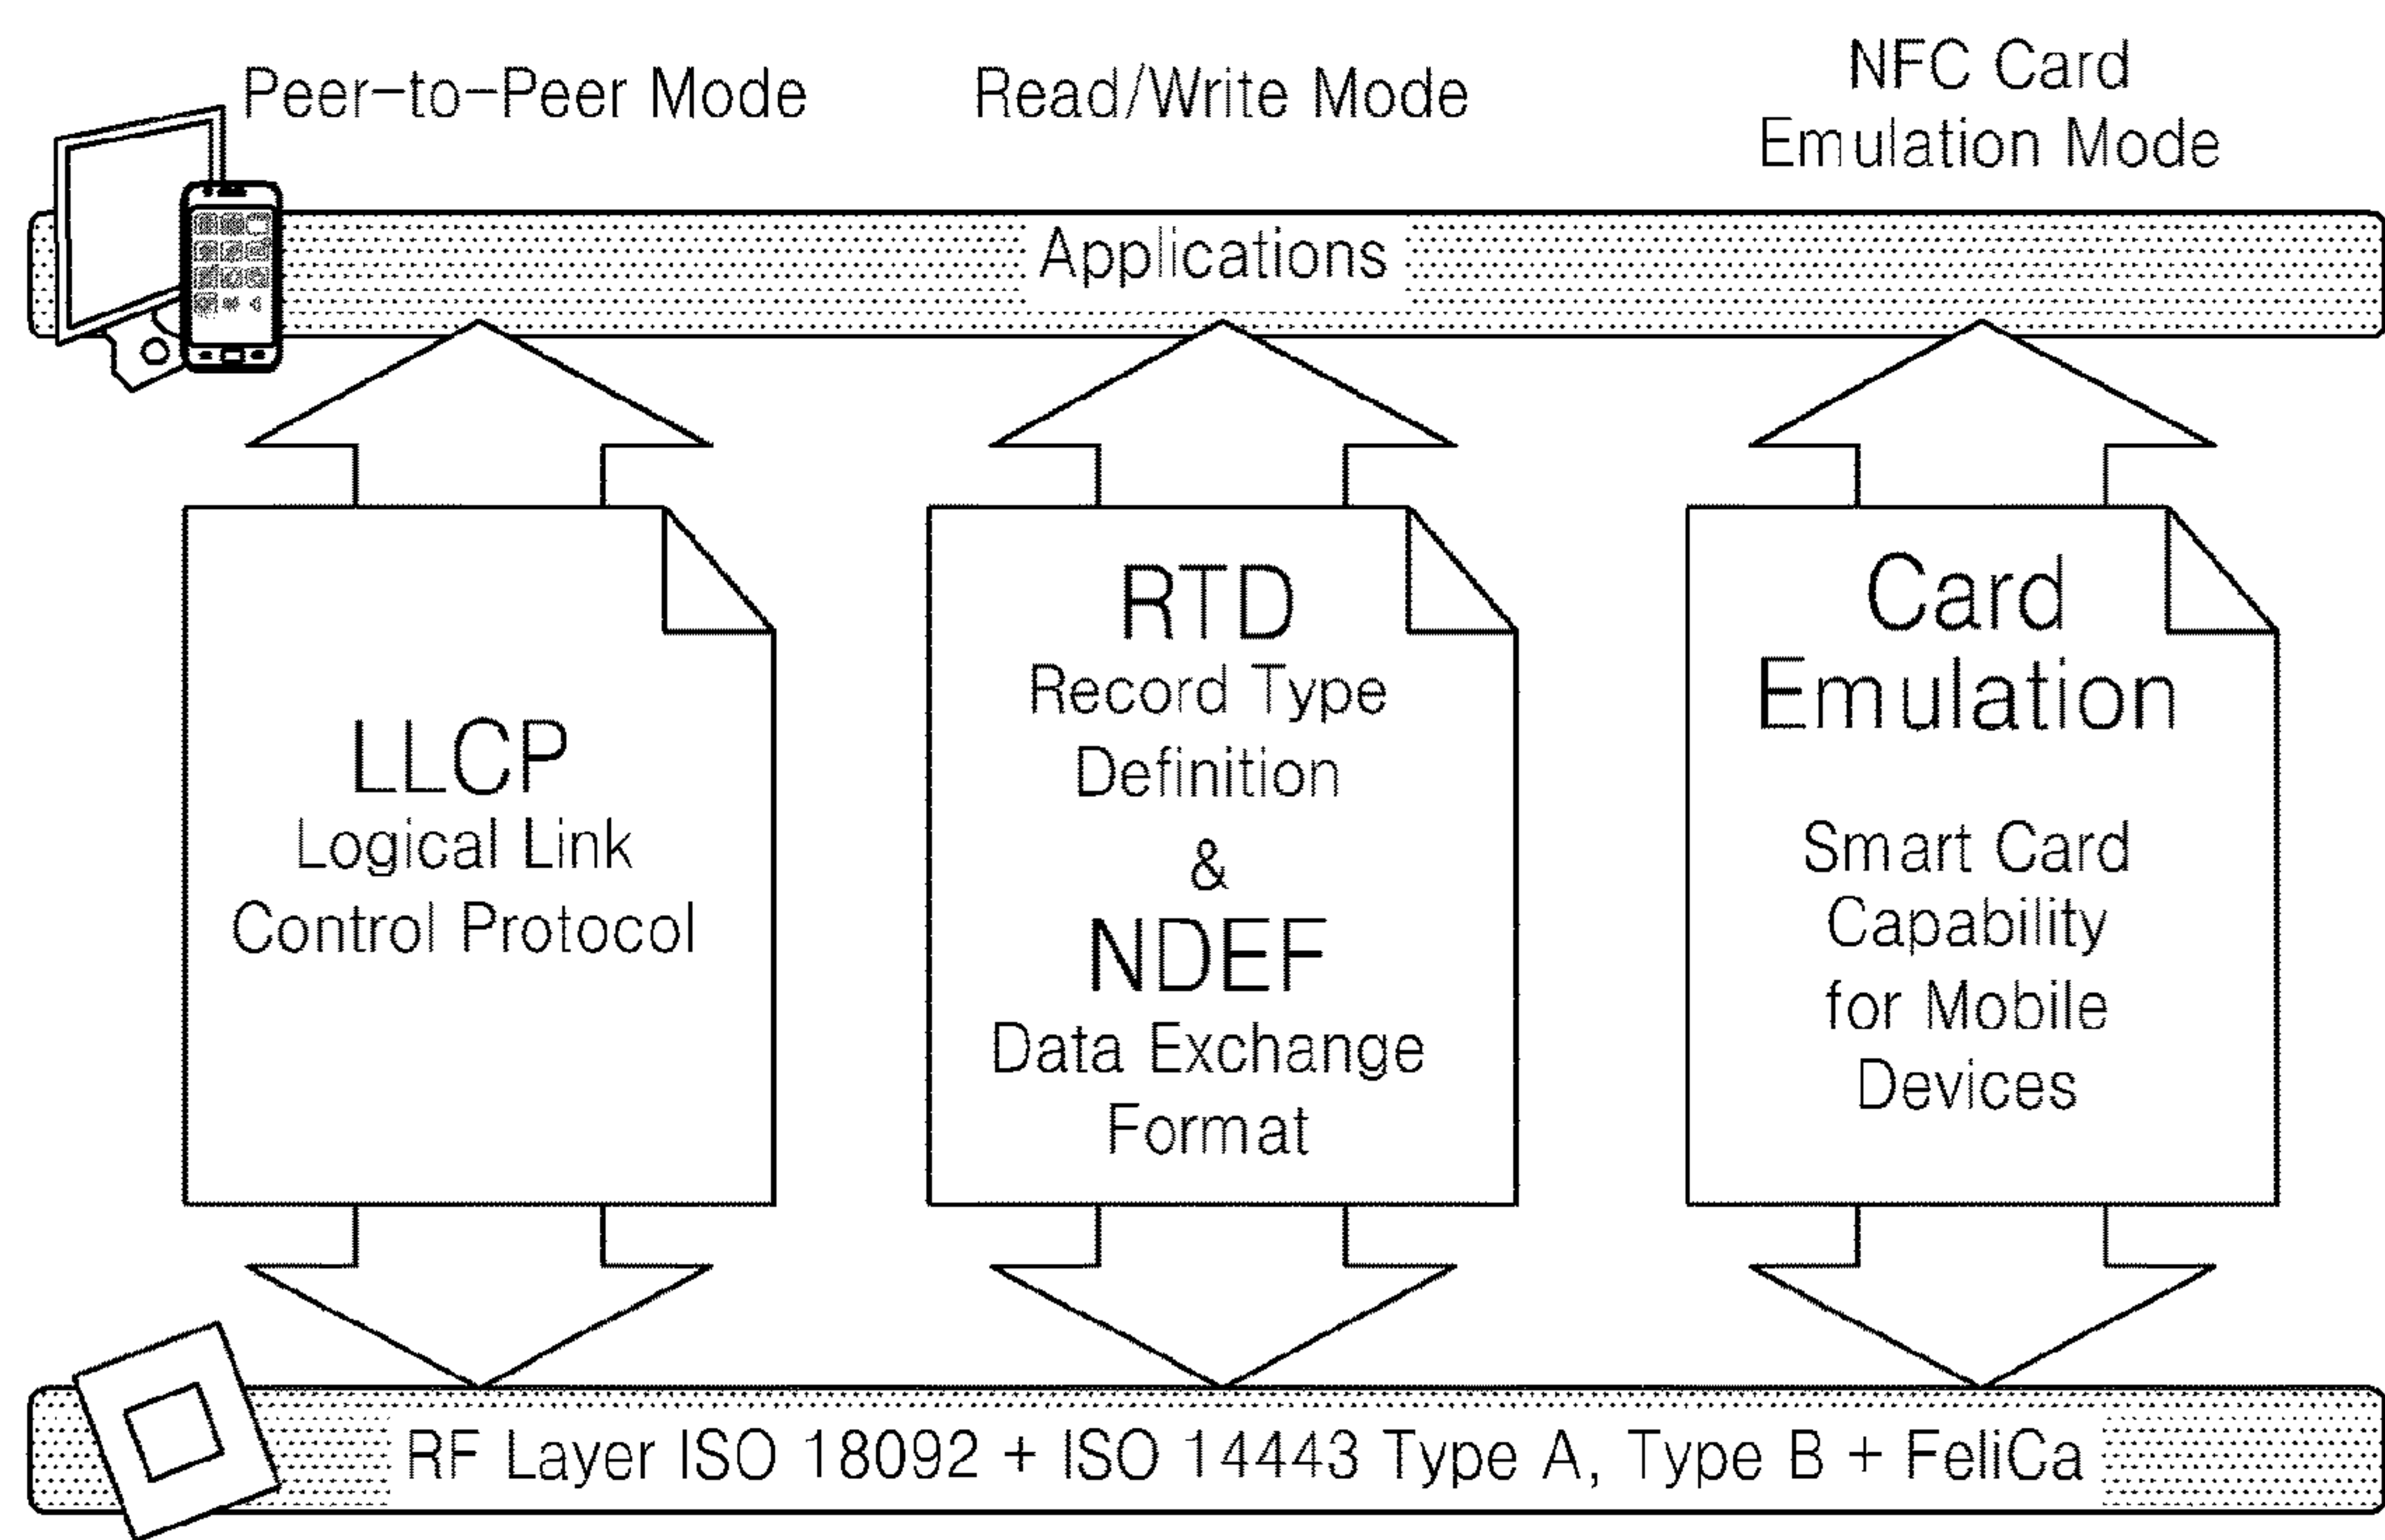 Peer-to-Peer Mode
Read/Write Mode
NFC Card
Emulation Mode
Applications
LLCP
Logical Link
Control Protocol
RTD
Record Type
Definition
&
NDEF
Data Exchange
Format
Card
Emulation
Smart Card
Capability
for Mobile
Devices
RF Layer ISO 18092 + ISO 14443 Type A, Type B + FeliCa